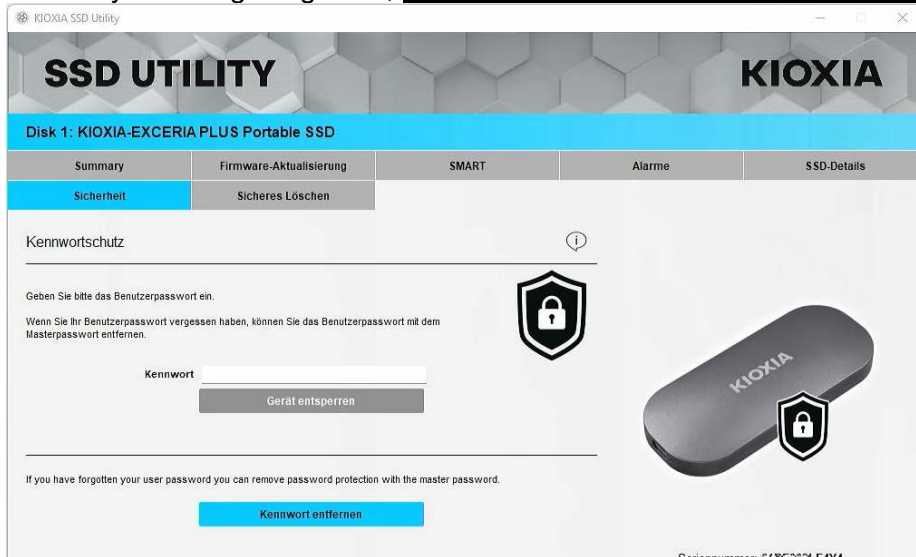 KIOXIA SSD Utility
SSD UTILITY
KIOXIA
Disk 1: KIOXIA-EXCERIA PLUS Portable SSD
Summary Firmware-Aktualisierung SMART Alarme SSD-Details
Sicherheit Sicheres Löschen
Kennwortschutz
Geben Sie bitte das Benutzerpasswort ein.
Wenn Sie Ihr Benutzerpasswort vergessen haben, können Sie das Benutzerpasswort mit dem
Masterpasswort entfernen.
Kennwort
Gerät entsperren
KIOXIA
If you have forgotten your user password you can remove password protection with the master password.
Kennwort entfernen